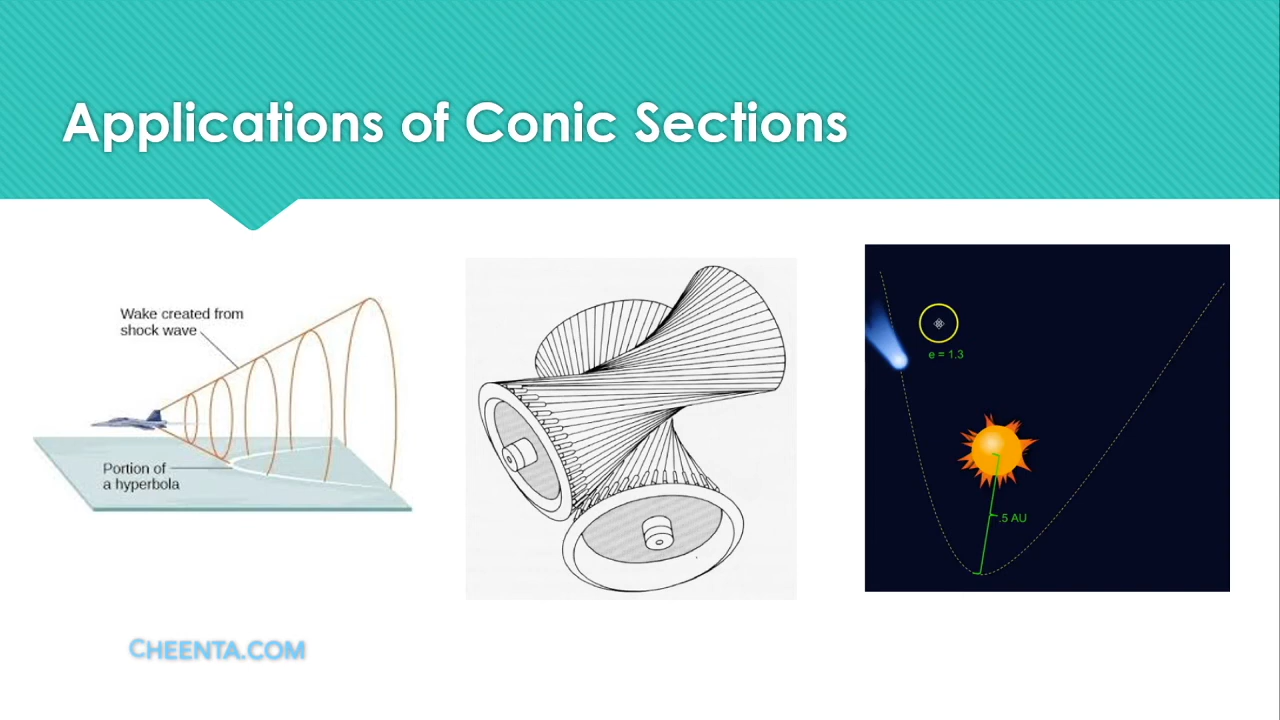 Applications of Conic Sections
Wake created from
shock wave
Portion of
a hyperbola
e = 1.3
.5 AU
CHEENTA.COM